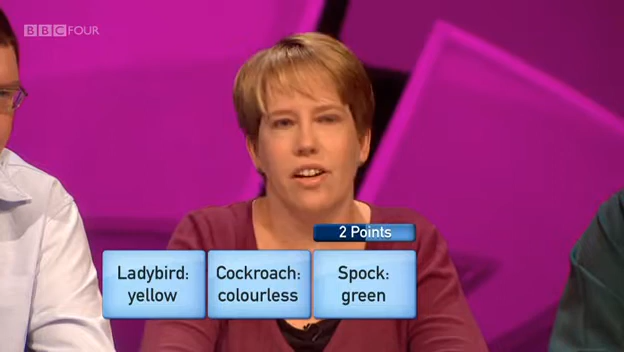 BBC FOUR
2 Points
Ladybird:
yellow
Cockroach:
colourless
Spock:
green